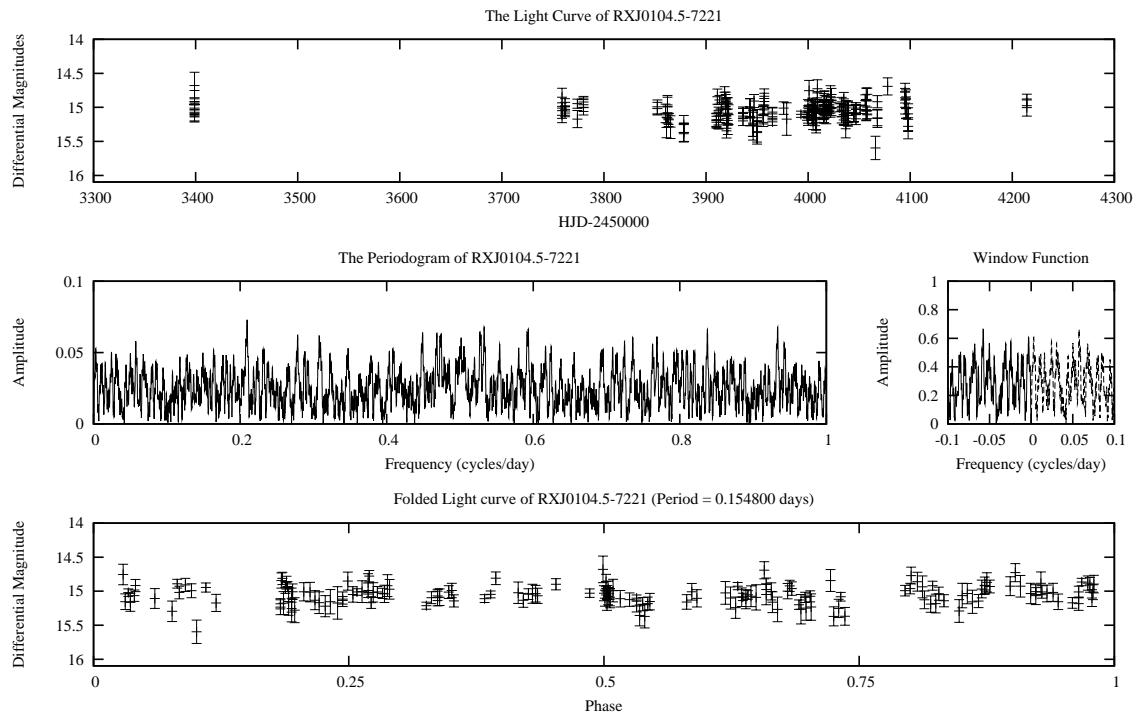 The Light Curve of RXJ0104.5-7221
Differential Magnitudes
14
14.5
15
15.5
16
3300 3400 3500 3600 3700 3800 3900 4000 4100 4200 4300
HJD-2450000
The Periodogram of RXJ0104.5-7221
Amplitude
0.1
0.05
0
0 0.2 0.4 0.6 0.8 1
Frequency (cycles/day)
Window Function
Amplitude
1
0.8
0.6
0.4
0.2
0
-0.1 -0.05 0 0.05 0.1
Frequency (cycles/day)
Folded Light curve of RXJ0104.5-7221 (Period = 0.154800 days)
Differential Magnitude
14
14.5
15
15.5
16
0 0.25 0.5 0.75 1
Phase